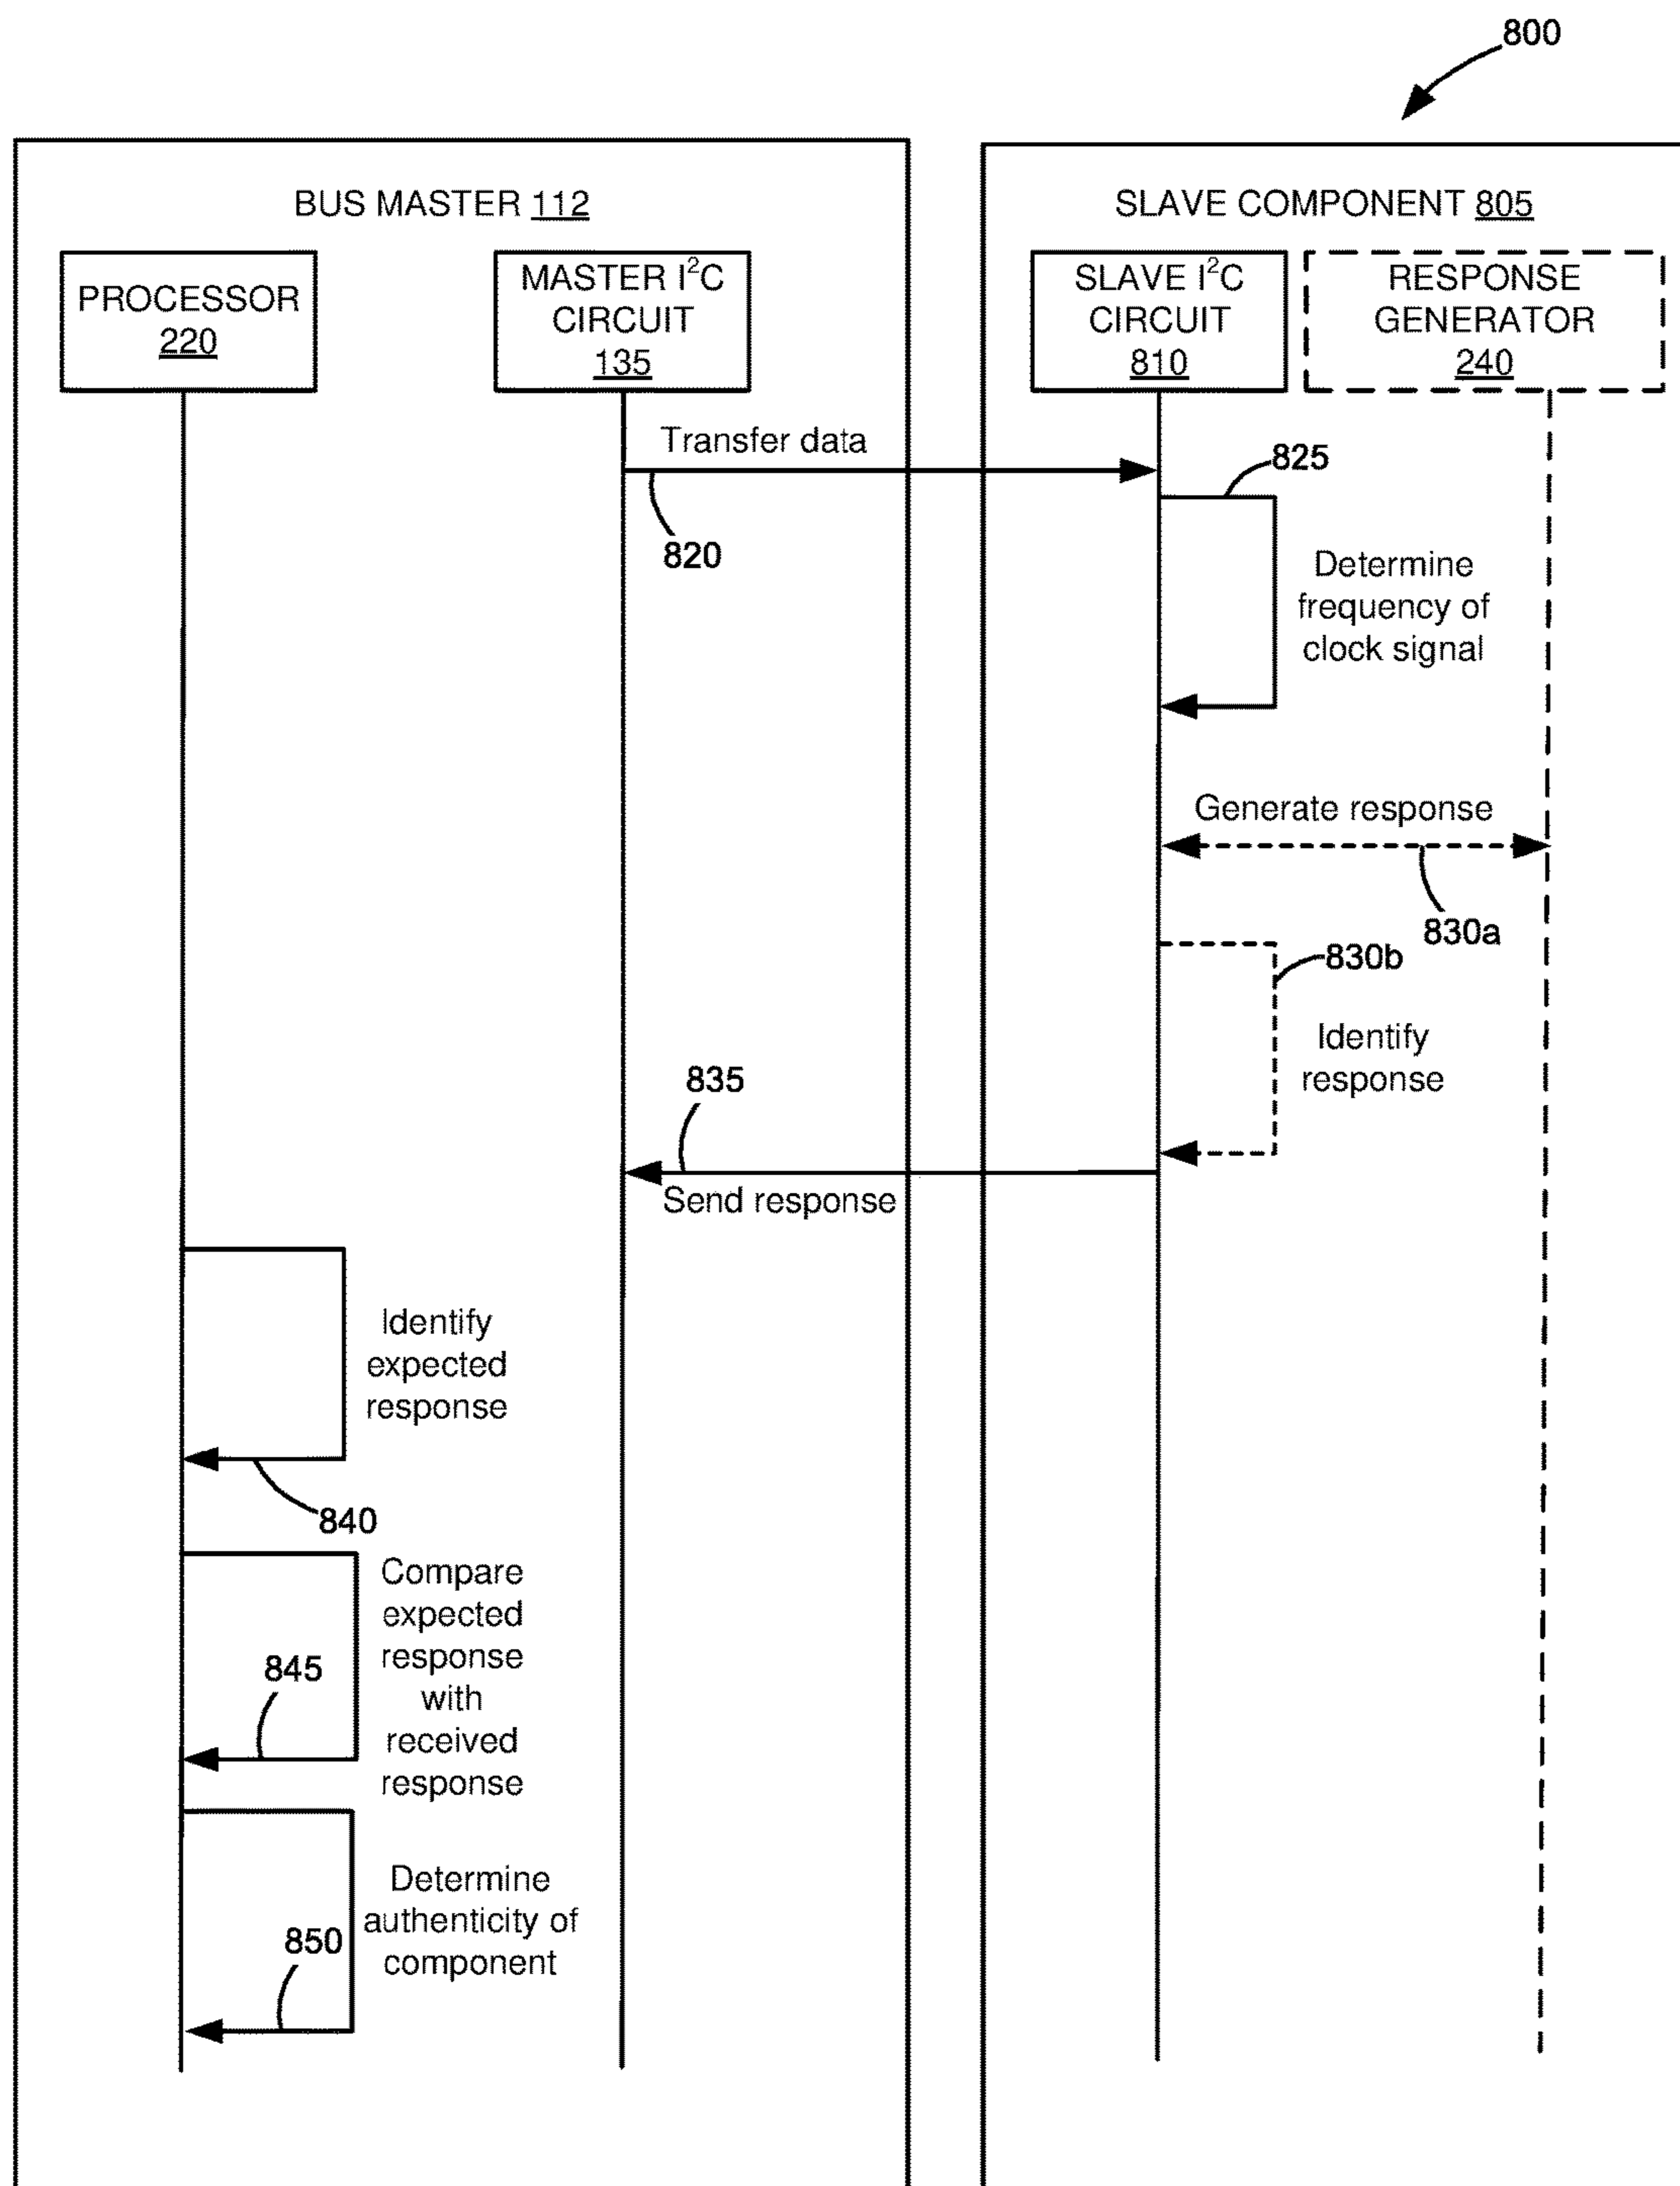 800
BUS MASTER 112
SLAVE COMPONENT 805
PROCESSOR
220
MASTER I²C
CIRCUIT
135
SLAVE I²C
CIRCUIT
810
RESPONSE
GENERATOR
240
Transfer data
820
825
Determine
frequency of
clock signal
Generate response
830a
830b
Identify
response
835
Send response
Identify
expected
response
840
Compare
expected
response
with
received
response
845
Determine
authenticity of
component
850